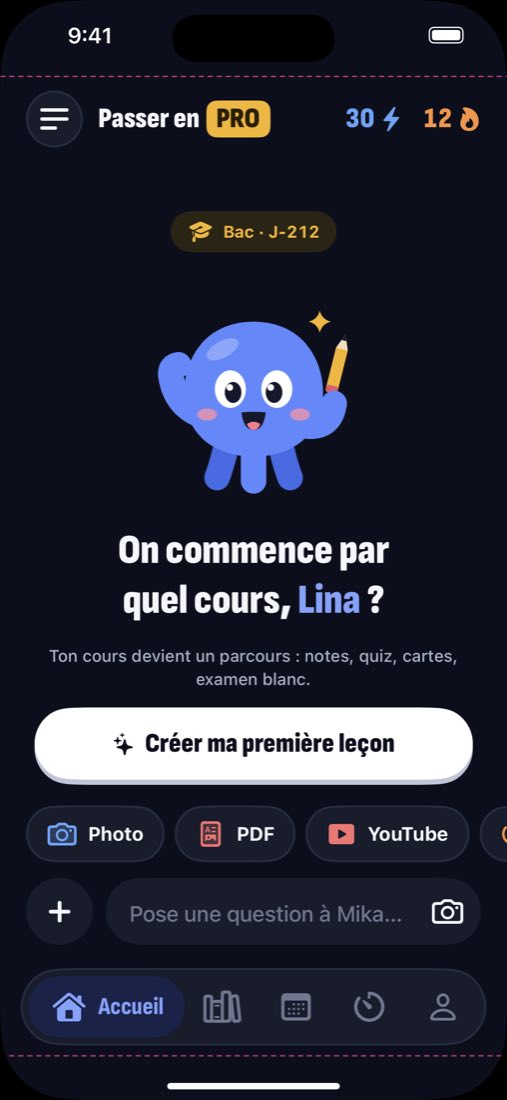 9:41
Passer en PRO
30
12
Bac · J-212
On commence par
quel cours, Lina ?
Ton cours devient un parcours : notes, quiz, cartes,
examen blanc.
Créer ma première leçon
Photo
PDF
YouTube
Pose une question à Mika...
Accueil